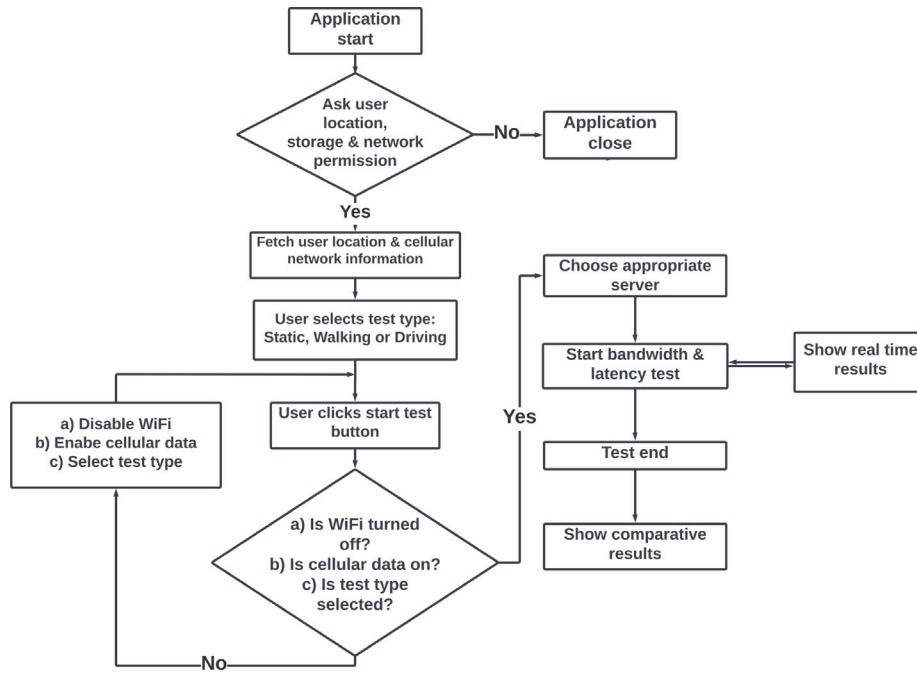 Application
start
Ask user
location,
storage & network
permission
No
Application
close
Yes
Fetch user location & cellular
network information
User selects test type:
Static, Walking or Driving
User clicks start test
button
a) Disable WiFi
b) Enabe cellular data
c) Select test type
a) Is WiFi turned
off?
b) Is cellular data on?
c) Is test type
selected?
No
Yes
Choose appropriate
server
Start bandwidth &
latency test
Show real time
results
Test end
Show comparative
results